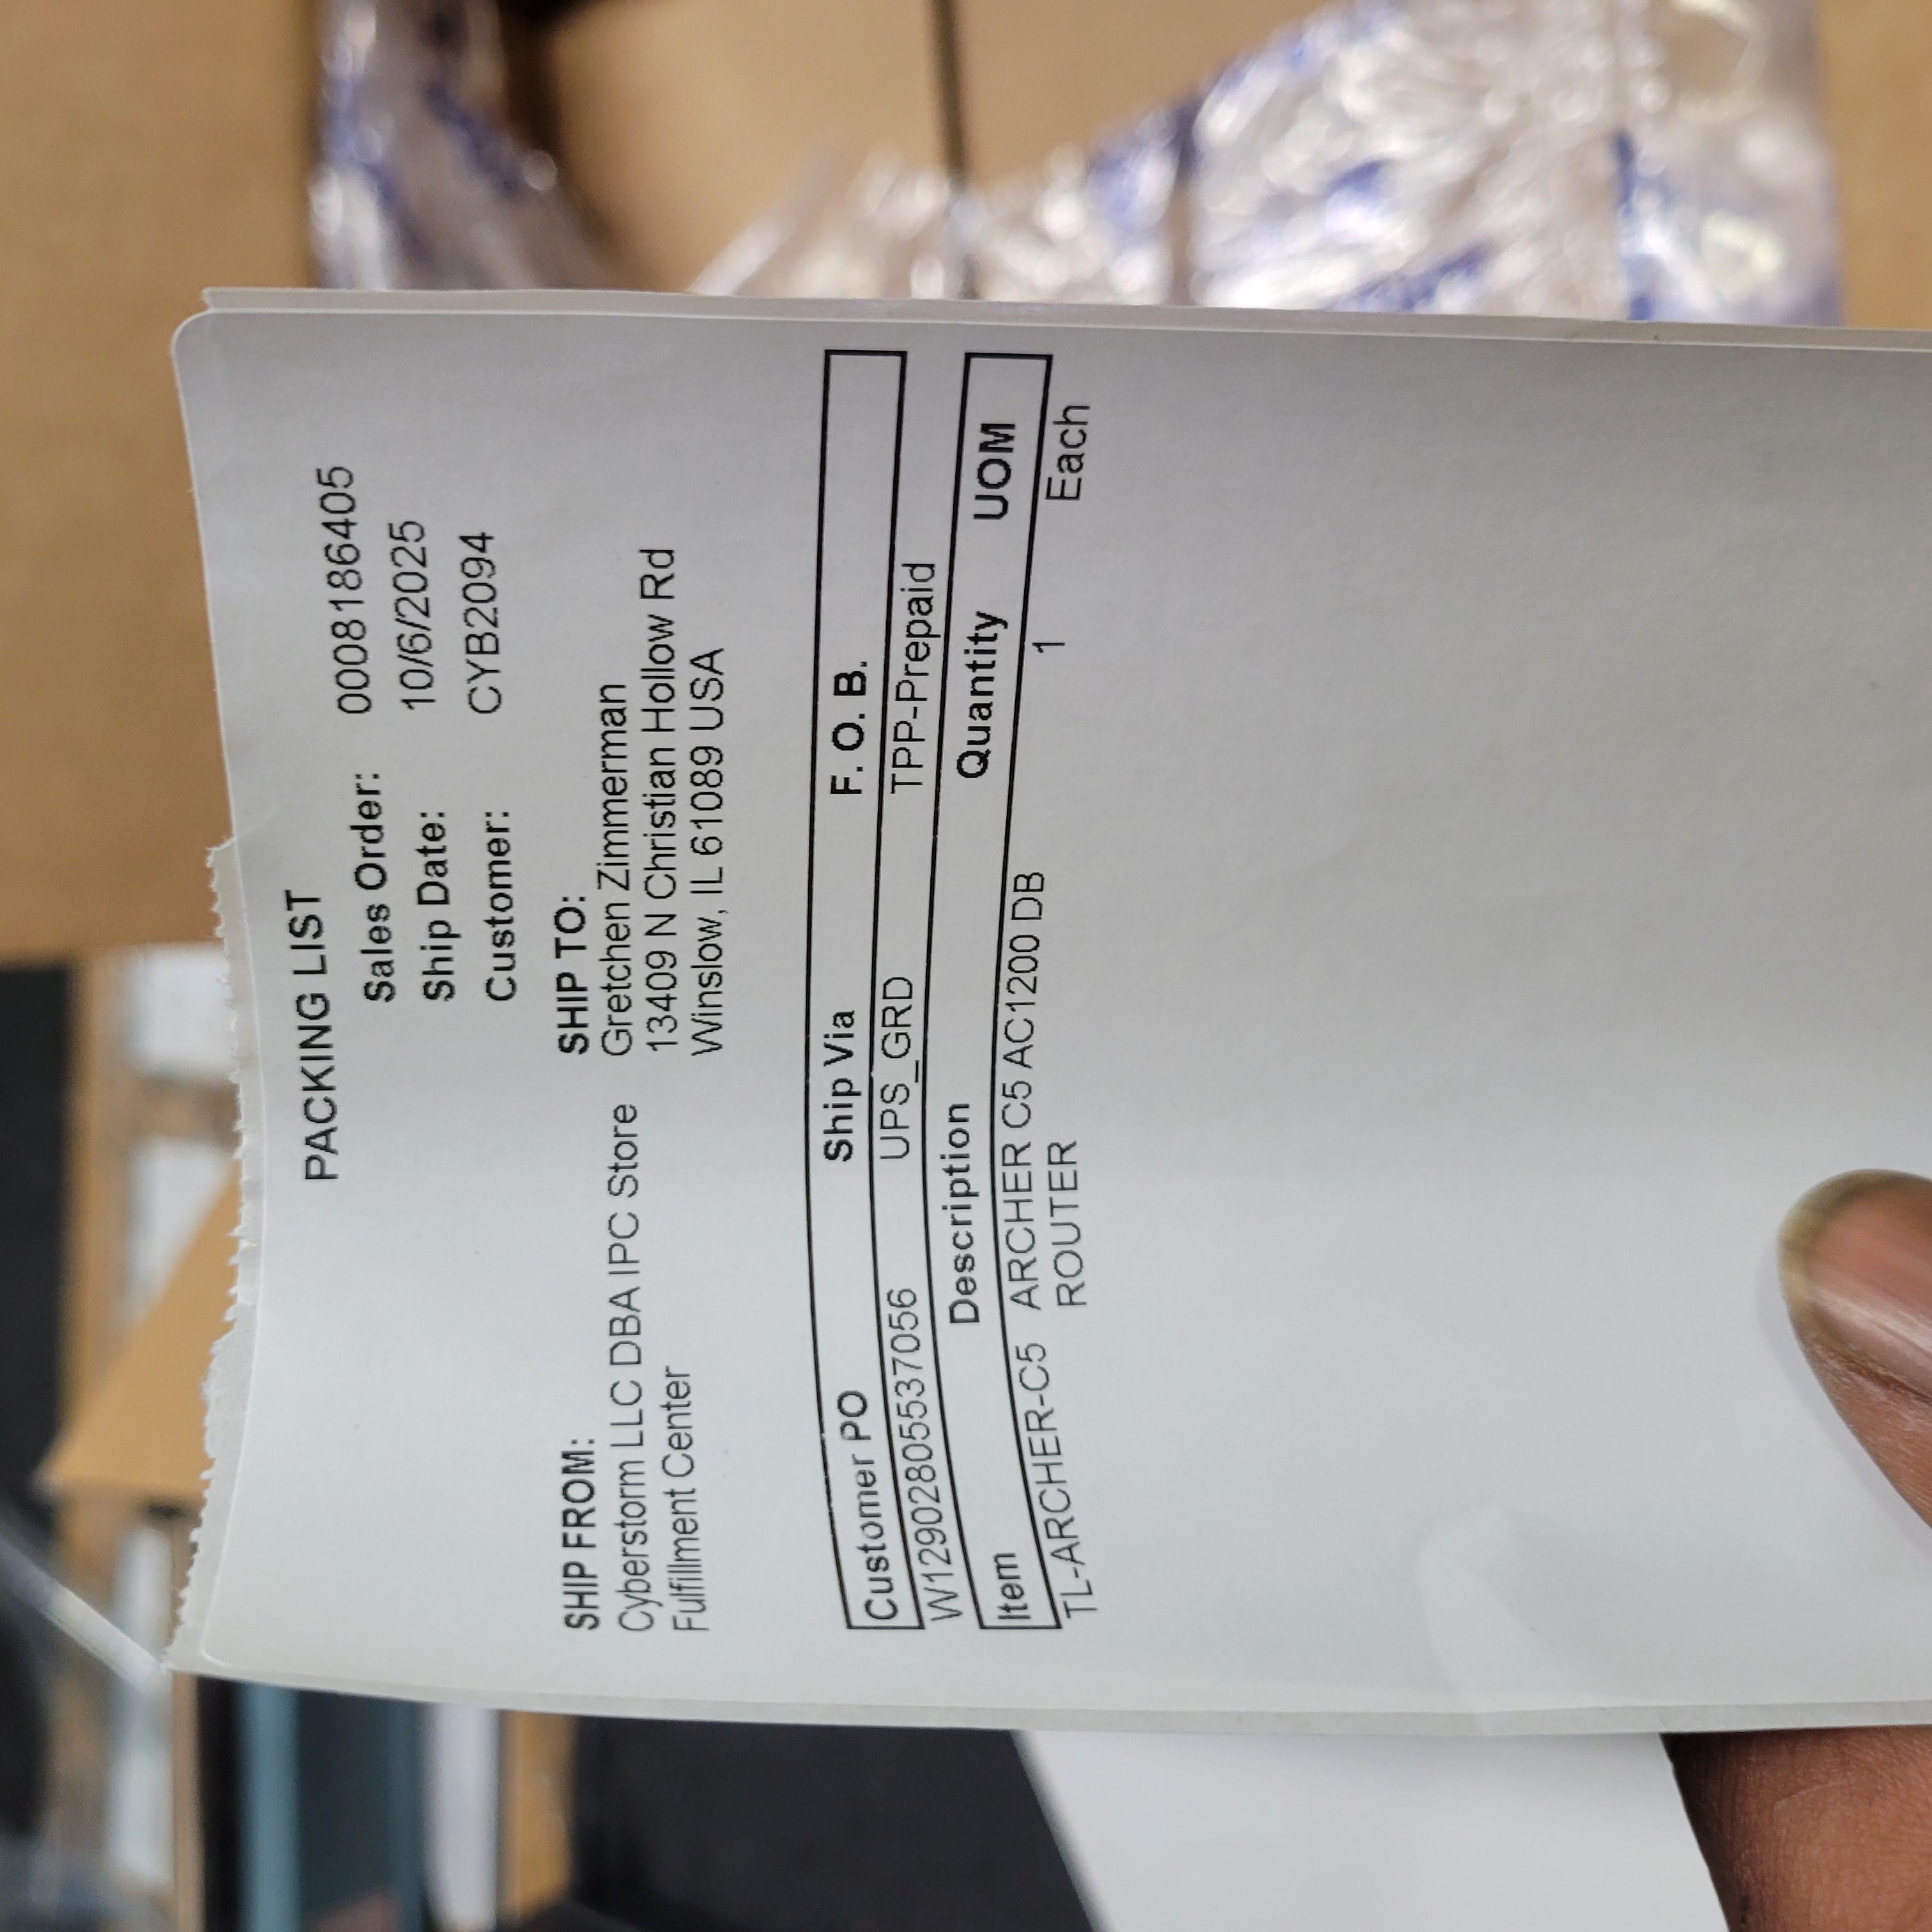 PACKING LIST
Sales Order: 0008186405
Ship Date: 10/6/2025
Customer: CYB2094
SHIP FROM:
Cyberstorm LLC DBA IPC Store
Fulfillment Center
SHIP TO:
Gretchen Zimmerman
13409 N Christian Hollow Rd
Winslow, IL 61089 USA
Customer PO Ship Via F. O. B.
W129028055537056 UPS_GRD TPP-Prepaid
Item Description Quantity UOM
TL-ARCHER-C5 ARCHER C5 AC1200 DB 1 Each
ROUTER